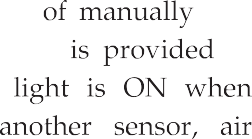 of manually
is provided
light is ON when
another sensor, air